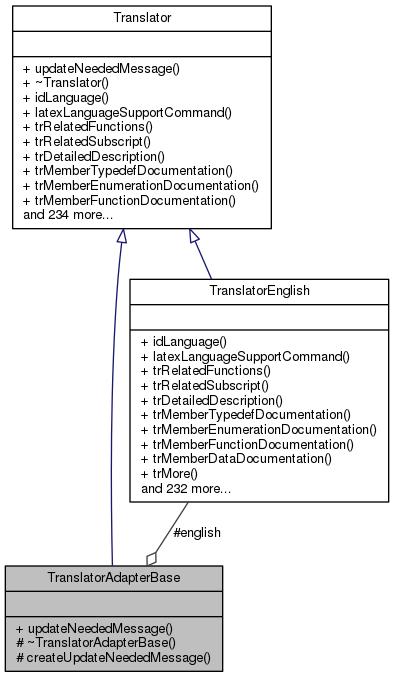 Translator
+ updateNeededMessage()
+ ~Translator()
+ idLanguage()
+ latexLanguageSupportCommand()
+ trRelatedFunctions()
+ trRelatedSubscript()
+ trDetailedDescription()
+ trMemberTypedefDocumentation()
+ trMemberEnumerationDocumentation()
+ trMemberFunctionDocumentation()
and 234 more...
TranslatorEnglish
+ idLanguage()
+ latexLanguageSupportCommand()
+ trRelatedFunctions()
+ trRelatedSubscript()
+ trDetailedDescription()
+ trMemberTypedefDocumentation()
+ trMemberEnumerationDocumentation()
+ trMemberFunctionDocumentation()
+ trMemberDataDocumentation()
+ trMore()
and 232 more...
#english
TranslatorAdapterBase
+ updateNeededMessage()
# ~TranslatorAdapterBase()
# createUpdateNeededMessage()